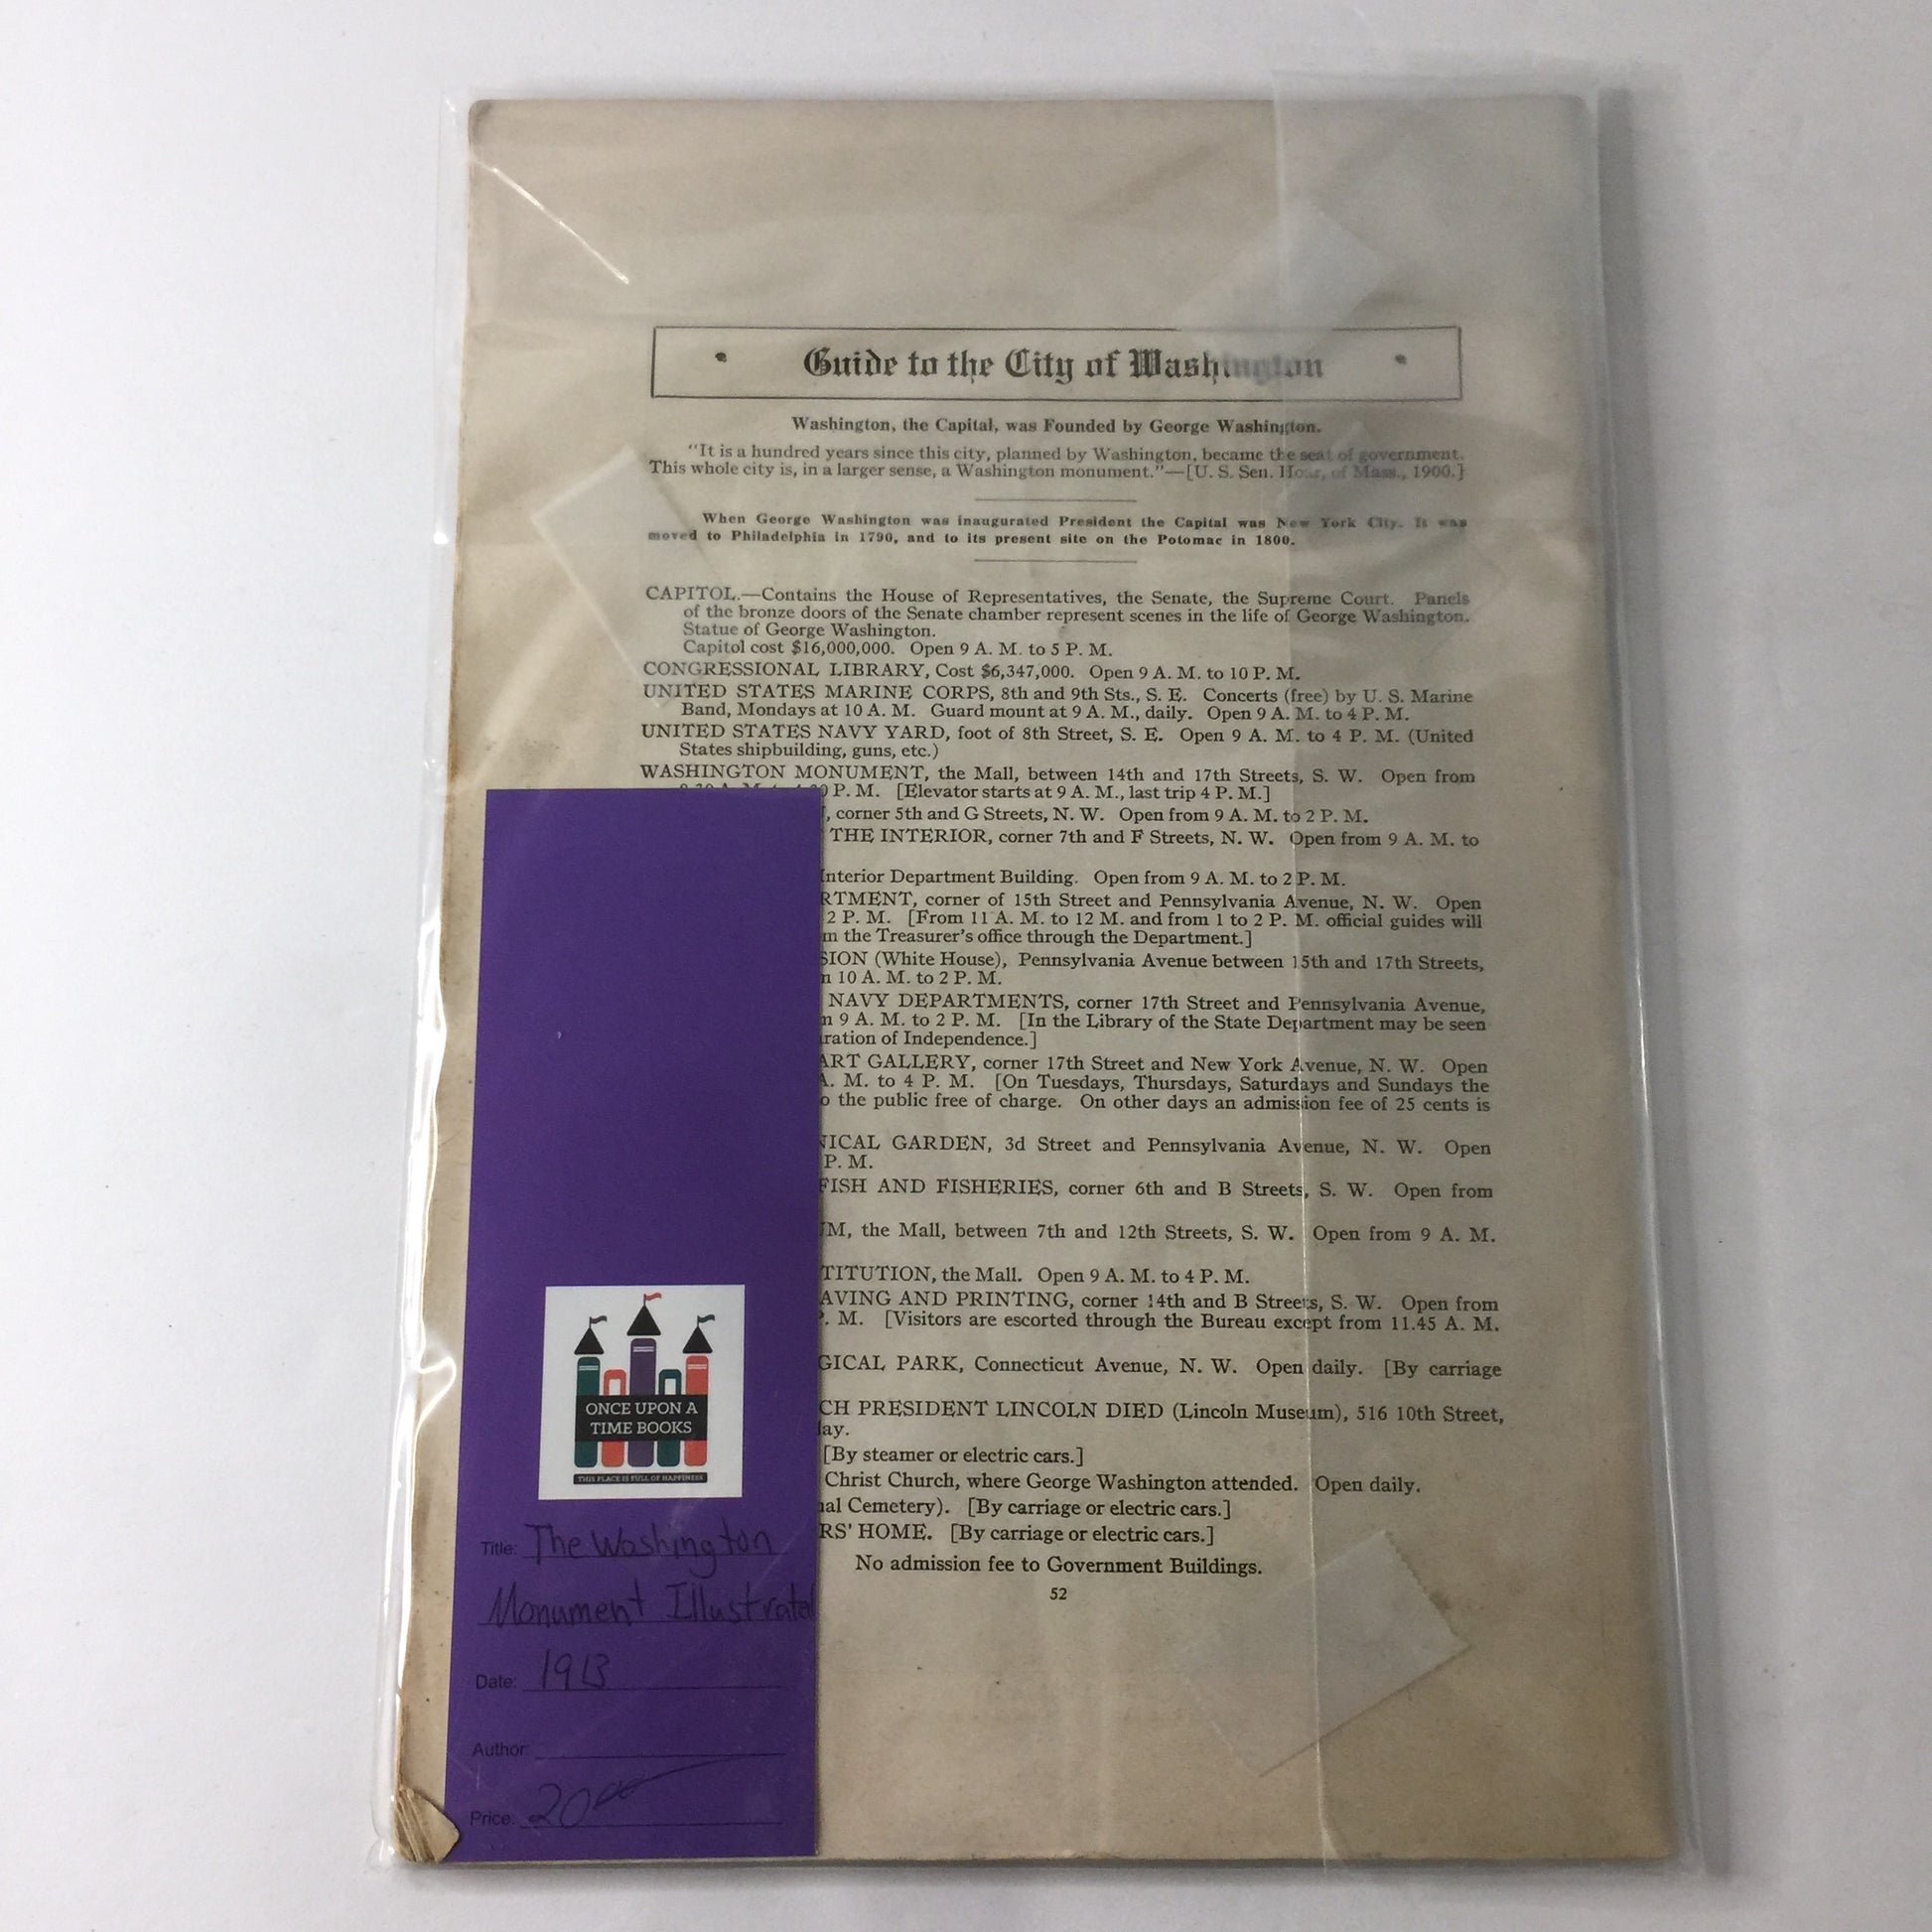 Guide to the City of Washington
Washington, the Capital, was Founded by George Washington.
"It is a hundred years since this city, planned by Washington, became the seat of government.
This whole city is, in a larger sense, a Washington monument."—[U. S. Sen. Hoar, of Mass., 1900.]
When George Washington was inaugurated President the Capital was New York City. It was
moved to Philadelphia in 1790, and to its present site on the Potomac in 1800.
CAPITOL.—Contains the House of Representatives, the Senate, the Supreme Court. Panels
of the bronze doors of the Senate chamber represent scenes in the life of George Washington.
Statue of George Washington.
Capitol cost $16,000,000. Open 9 A. M. to 5 P. M.
CONGRESSIONAL LIBRARY, Cost $6,347,000. Open 9 A. M. to 10 P. M.
UNITED STATES MARINE CORPS, 8th and 9th Sts., S. E. Concerts (free) by U. S. Marine
Band, Mondays at 10 A. M. Guard mount at 9 A. M., daily. Open 9 A. M. to 4 P. M.
UNITED STATES NAVY YARD, foot of 8th Street, S. E. Open 9 A. M. to 4 P. M. (United
States shipbuilding, guns, etc.)
WASHINGTON MONUMENT, the Mall, between 14th and 17th Streets, S. W. Open from
P. M. [Elevator starts at 9 A. M., last trip 4 P. M.]
, corner 5th and G Streets, N. W. Open from 9 A. M. to 2 P. M.
THE INTERIOR, corner 7th and F Streets, N. W. Open from 9 A. M. to
Interior Department Building. Open from 9 A. M. to 2 P. M.
RTMENT, corner of 15th Street and Pennsylvania Avenue, N. W. Open
2 P. M. [From 11 A. M. to 12 M. and from 1 to 2 P. M. official guides will
m the Treasurer's office through the Department.]
SION (White House), Pennsylvania Avenue between 15th and 17th Streets,
n 10 A. M. to 2 P. M.
NAVY DEPARTMENTS, corner 17th Street and Pennsylvania Avenue,
n 9 A. M. to 2 P. M. [In the Library of the State Department may be seen
ration of Independence.]
ART GALLERY, corner 17th Street and New York Avenue, N. W. Open
A. M. to 4 P. M. [On Tuesdays, Thursdays, Saturdays and Sundays the
o the public free of charge. On other days an admission fee of 25 cents is
NICAL GARDEN, 3d Street and Pennsylvania Avenue, N. W. Open
P. M.
FISH AND FISHERIES, corner 6th and B Streets, S. W. Open from
UM, the Mall, between 7th and 12th Streets, S. W. Open from 9 A. M.
TITUTION, the Mall. Open 9 A. M. to 4 P. M.
AVING AND PRINTING, corner 14th and B Streets, S. W. Open from
P. M. [Visitors are escorted through the Bureau except from 11.45 A. M.
GICAL PARK, Connecticut Avenue, N. W. Open daily. [By carriage
CH PRESIDENT LINCOLN DIED (Lincoln Museum), 516 10th Street,
ay.
[By steamer or electric cars.]
Christ Church, where George Washington attended. Open daily.
nal Cemetery). [By carriage or electric cars.]
RS' HOME. [By carriage or electric cars.]
No admission fee to Government Buildings.
52
ONCE UPON A
TIME BOOKS
THIS PLACE IS FULL OF HAPPINESS
Title: The Washington
Monument Illustrated
Date: 1913
Author:
Price: 20⁰⁰